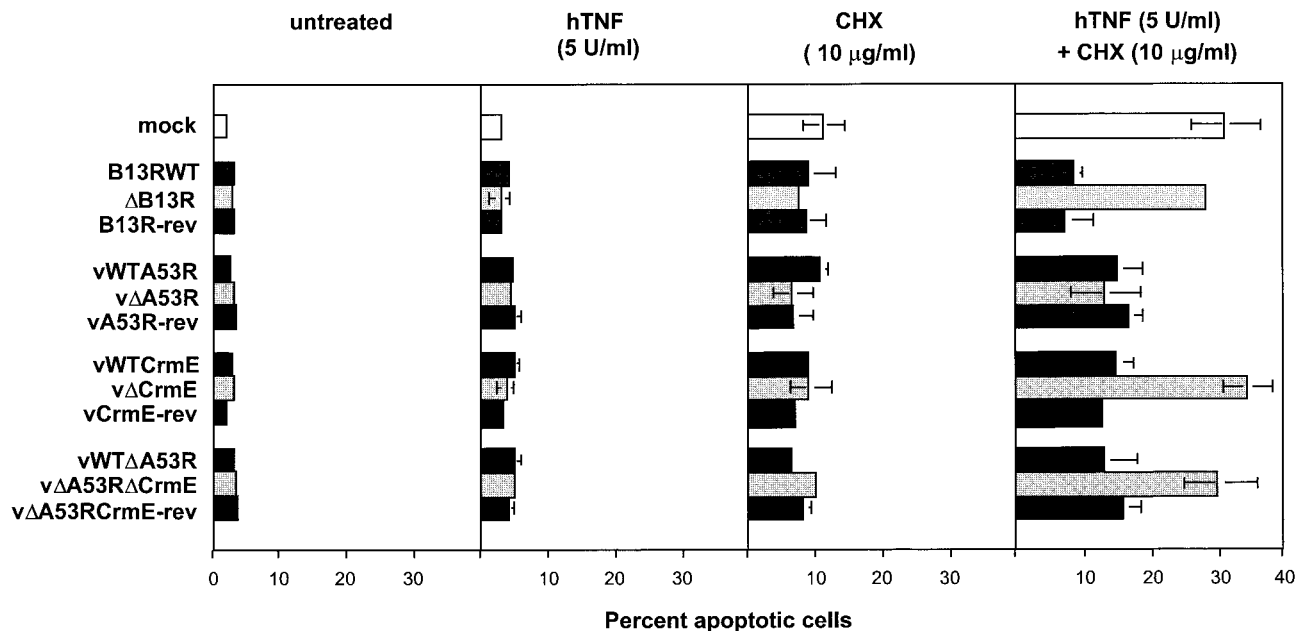 untreated
hTNF
(5 U/ml)
CHX
( 10 μg/ml)
hTNF (5 U/ml)
+ CHX (10 μg/ml)
mock
B13RWT
ΔB13R
B13R-rev
vWTA53R
vΔA53R
vA53R-rev
vWTCrmE
vΔCrmE
vCrmE-rev
vWTΔA53R
vΔA53RΔCrmE
vΔA53RCrmE-rev
0 10 20 30 10 20 30 10 20 30 10 20 30 40
Percent apoptotic cells